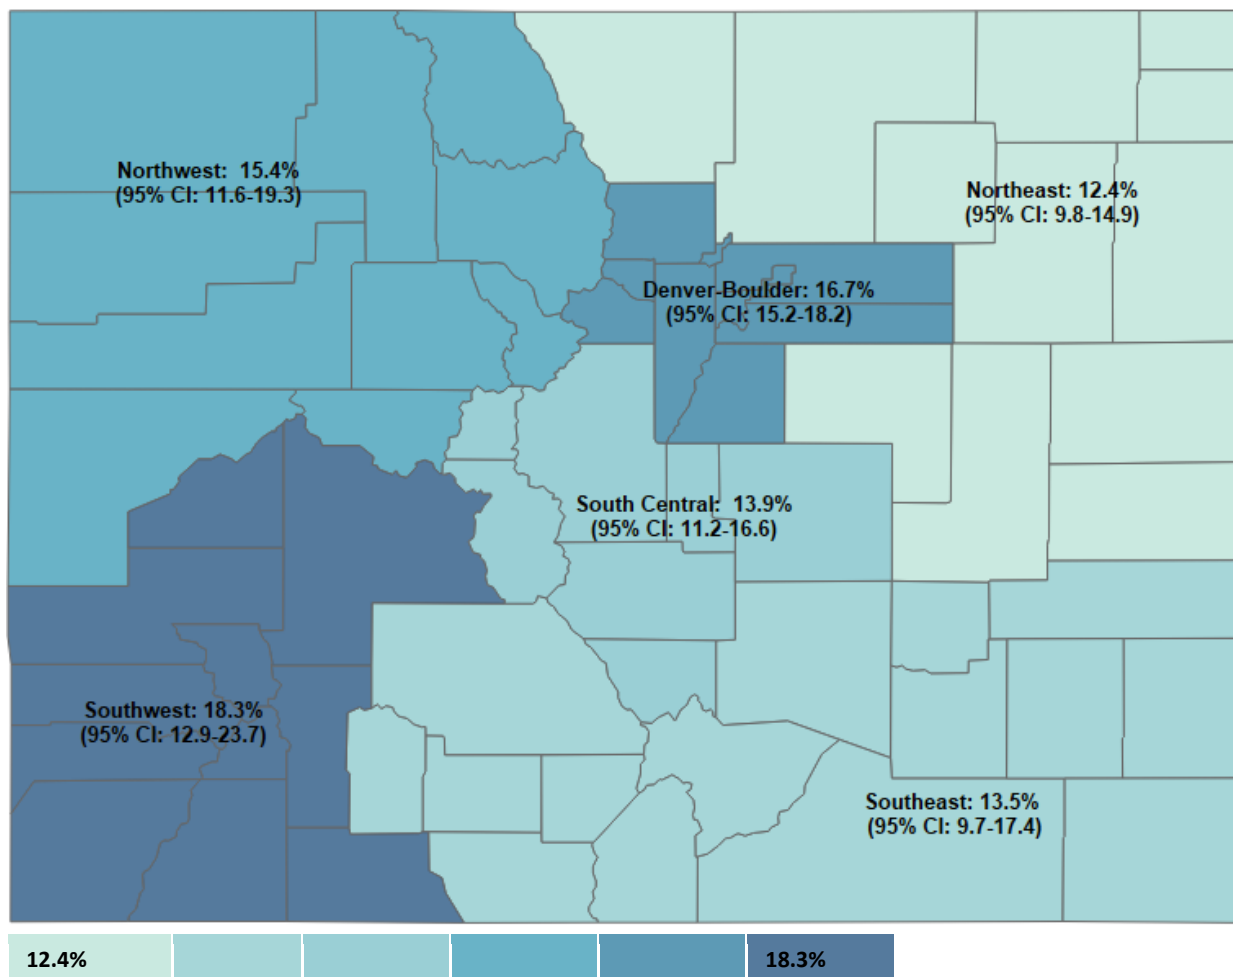 Northwest: 15.4%
(95% CI: 11.6-19.3)
Northeast: 12.4%
(95% CI: 9.8-14.9)
Denver-Boulder: 16.7%
(95% CI: 15.2-18.2)
South Central: 13.9%
(95% CI: 11.2-16.6)
Southwest: 18.3%
(95% CI: 12.9-23.7)
Southeast: 13.5%
(95% CI: 9.7-17.4)
12.4%
18.3%